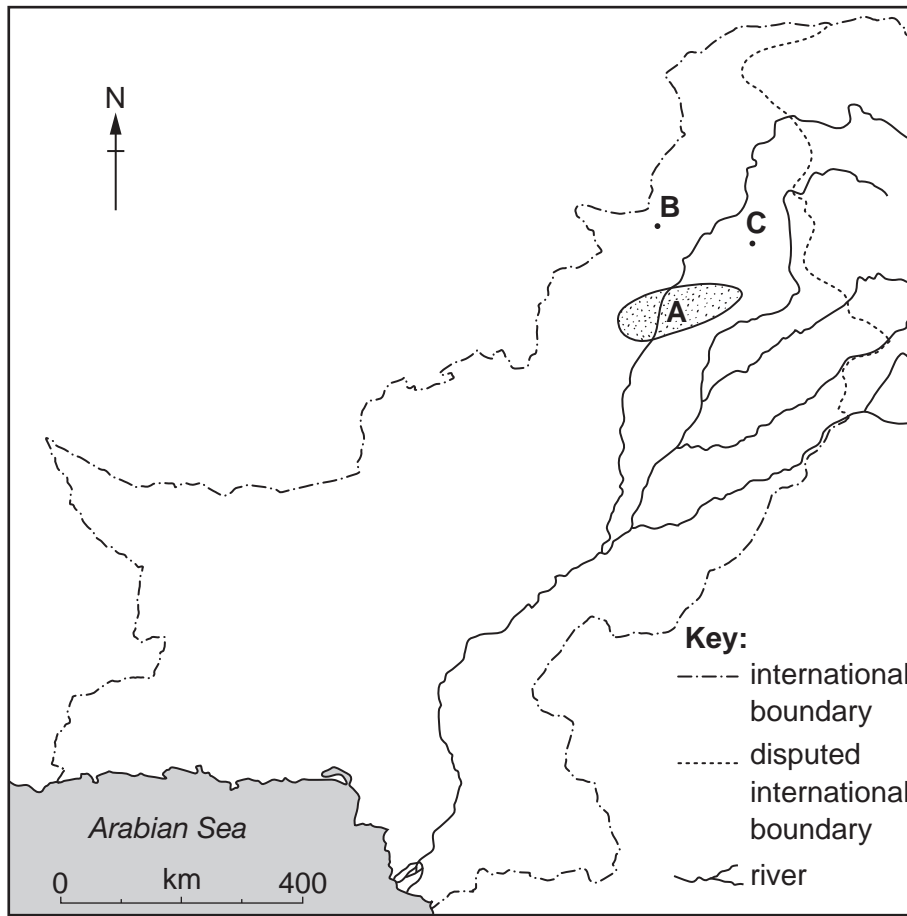 N
B
C
A
Key:
international
boundary
disputed
international
boundary
river
Arabian Sea
0 km 400